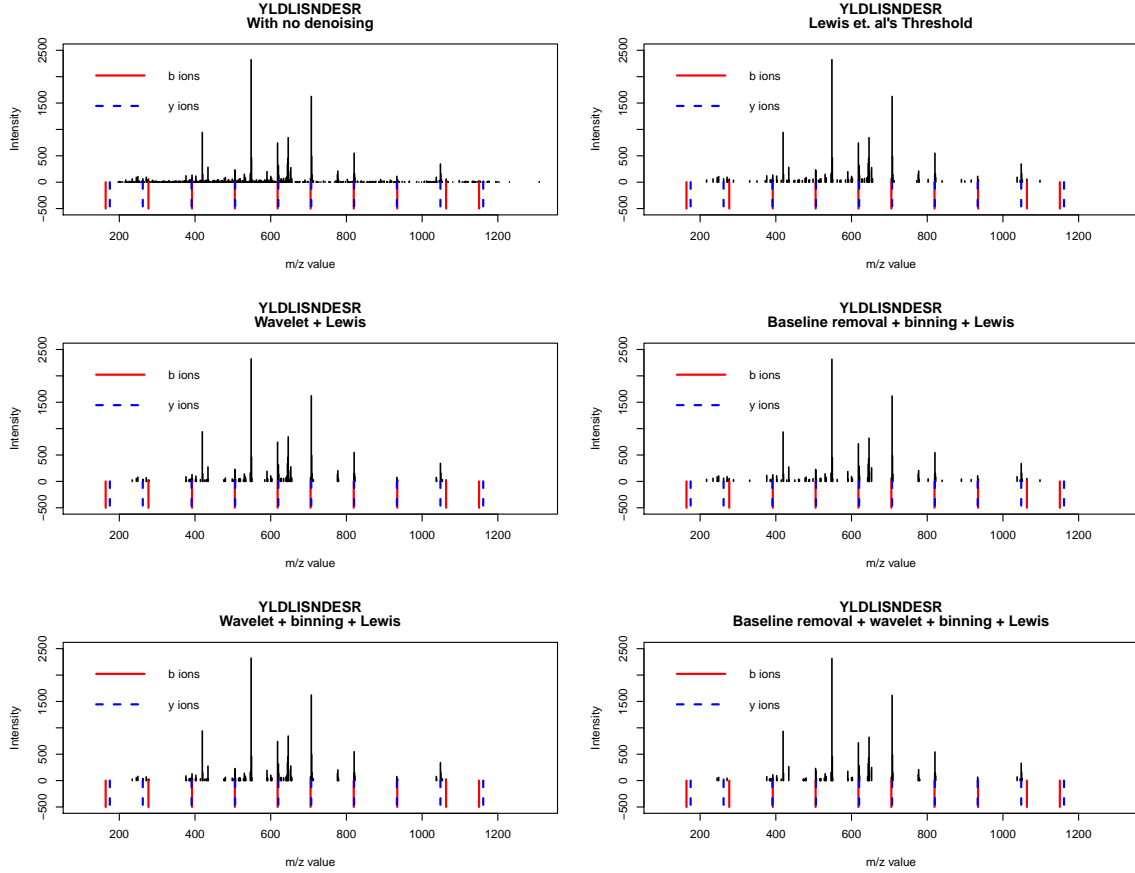 YLDLISNDESR
With no denoising
b ions
y ions
Intensity
−500 0 500 1500 2500
200 400 600 800 1000 1200
m/z value
YLDLISNDESR
Lewis et. al's Threshold
b ions
y ions
Intensity
−500 0 500 1500 2500
200 400 600 800 1000 1200
m/z value
YLDLISNDESR
Wavelet + Lewis
b ions
y ions
Intensity
−500 0 500 1500 2500
200 400 600 800 1000 1200
m/z value
YLDLISNDESR
Baseline removal + binning + Lewis
b ions
y ions
Intensity
−500 0 500 1500 2500
200 400 600 800 1000 1200
m/z value
YLDLISNDESR
Wavelet + binning + Lewis
b ions
y ions
Intensity
−500 0 500 1500 2500
200 400 600 800 1000 1200
m/z value
YLDLISNDESR
Baseline removal + wavelet + binning + Lewis
b ions
y ions
Intensity
−500 0 500 1500 2500
200 400 600 800 1000 1200
m/z value